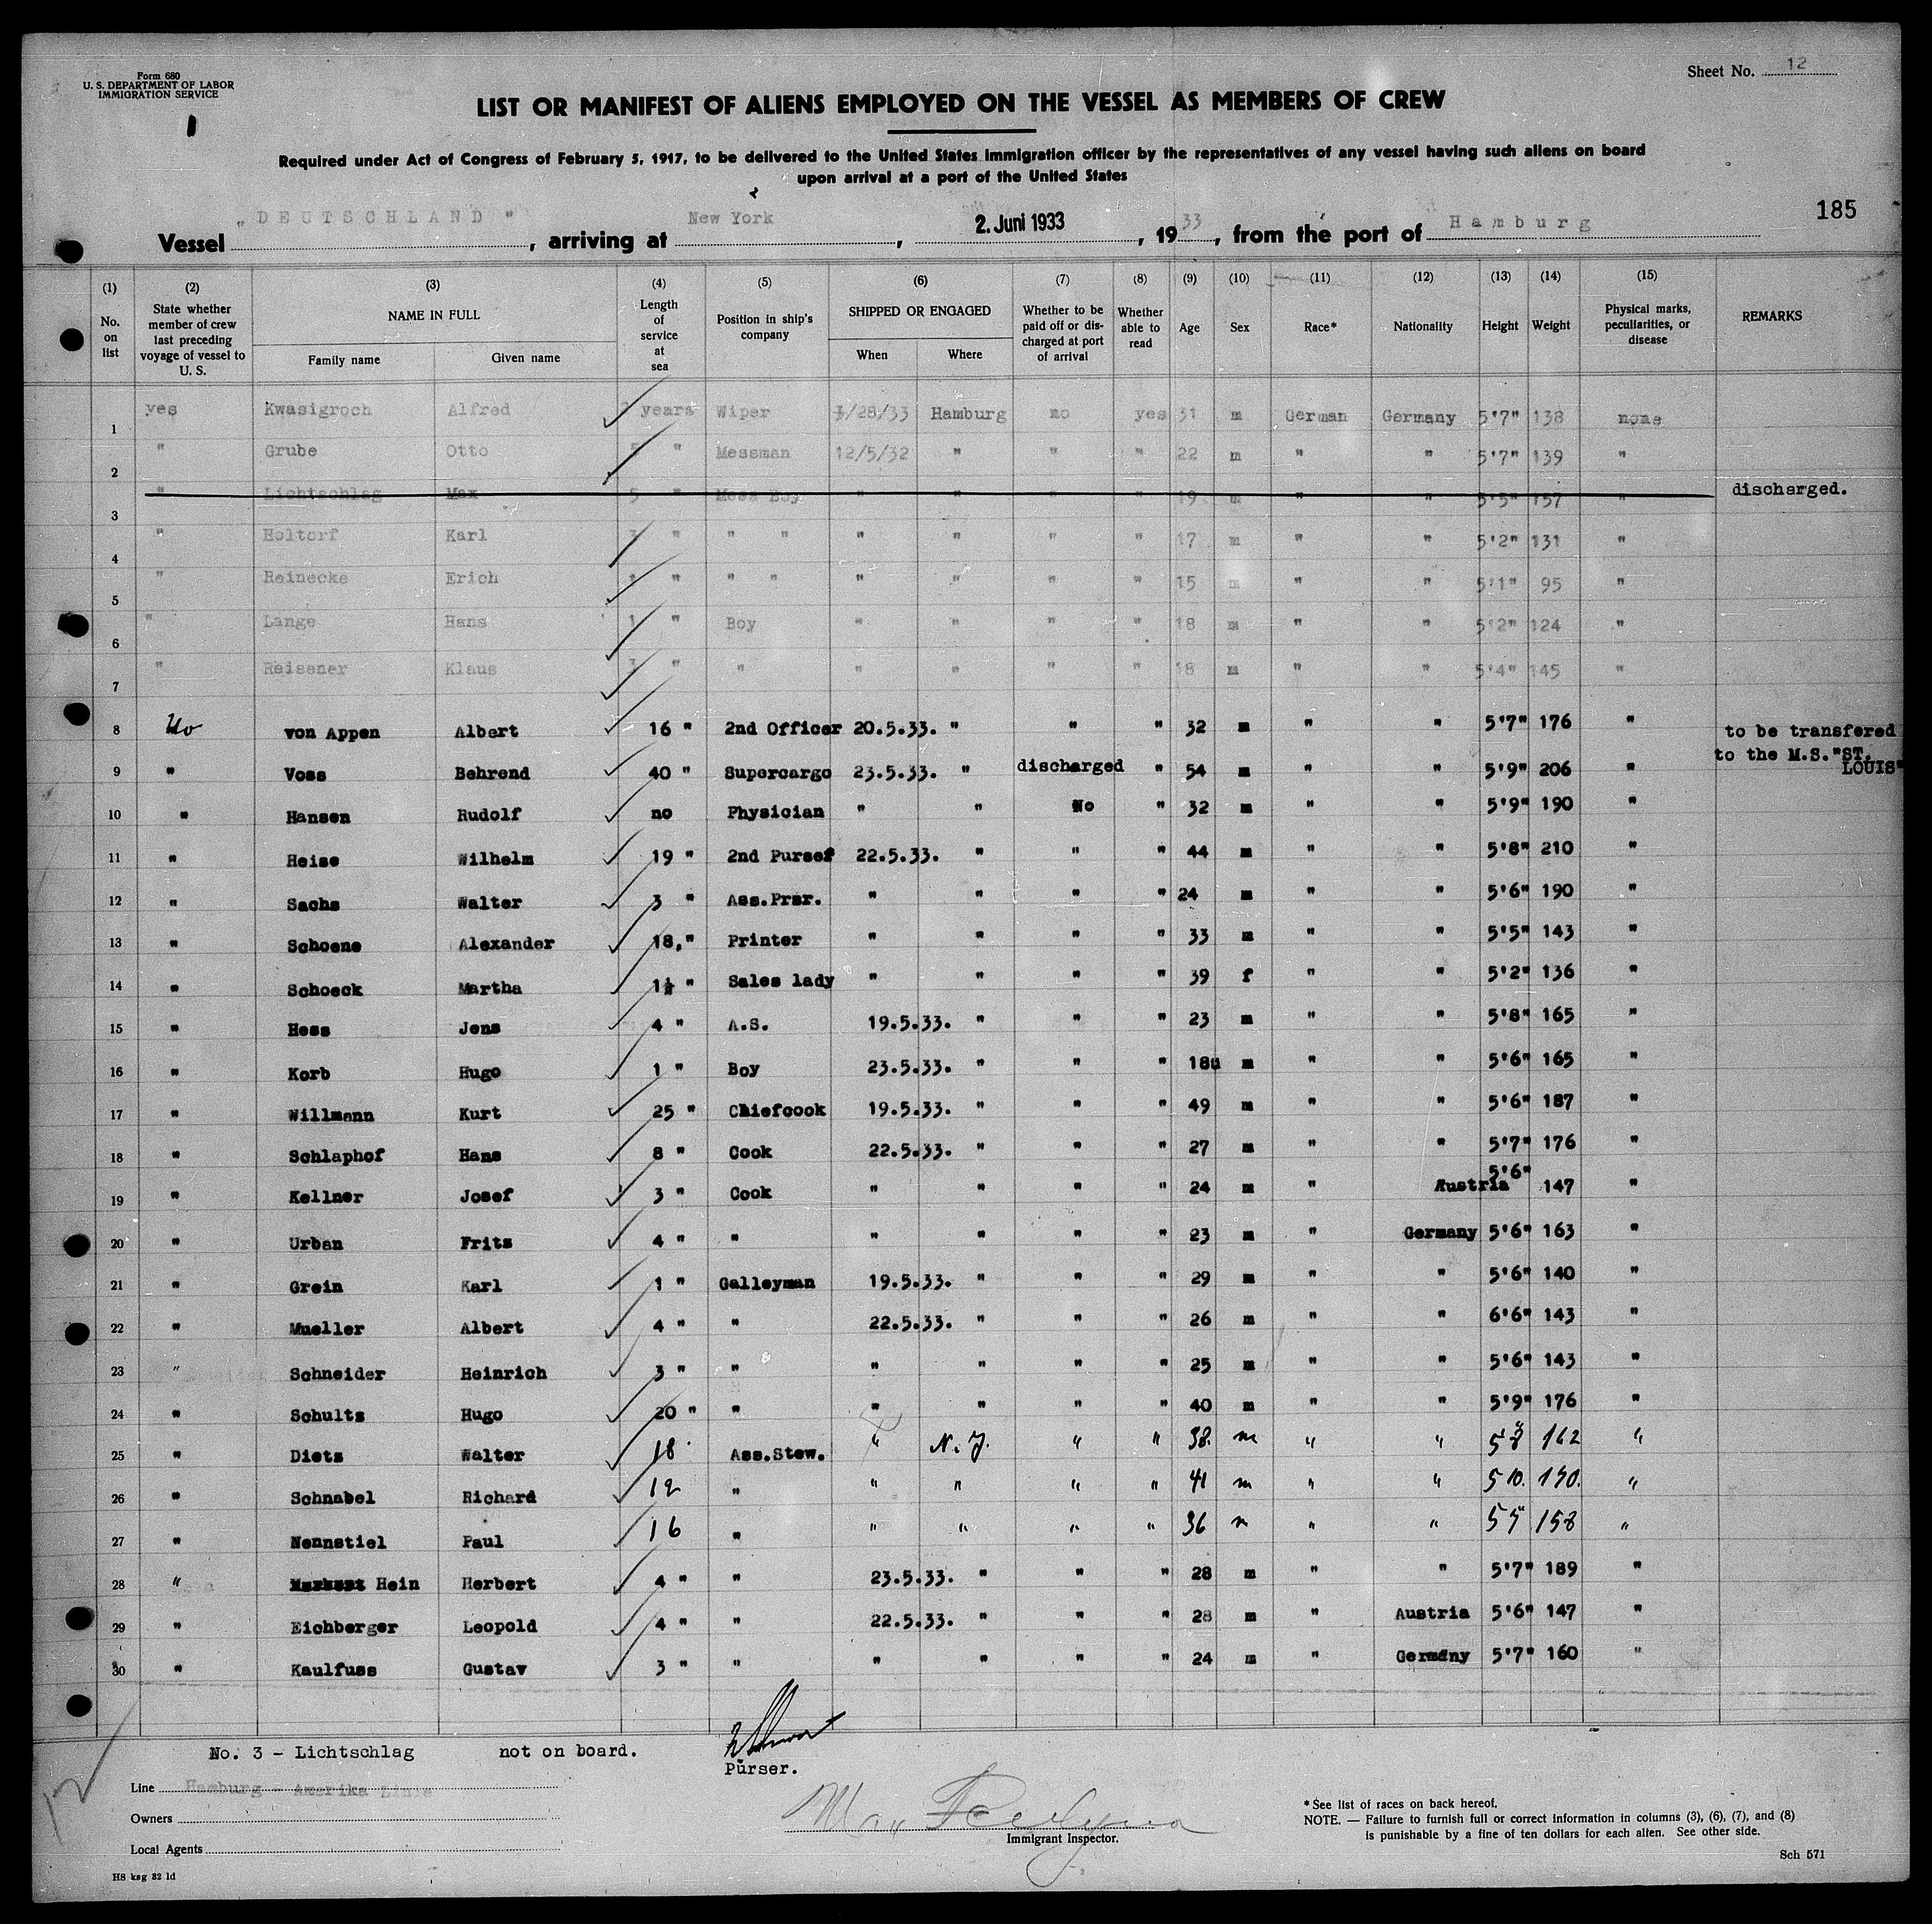 Form 680
U. S. DEPARTMENT OF LABOR
IMMIGRATION SERVICE
Sheet No. 12
LIST OR MANIFEST OF ALIENS EMPLOYED ON THE VESSEL AS MEMBERS OF CREW
Required under Act of Congress of February 5, 1917, to be delivered to the United States immigration officer by the representatives of any vessel having such aliens on board
upon arrival at a port of the United States
185
Vessel "DEUTSCHLAND", arriving at New York, 2. Juni 1933, 1933, from the port of Hamburg
(1) No. on list
(2) State whether member of crew last preceding voyage of vessel to U. S.
(3) NAME IN FULL Family name Given name
(4) Length of service at sea
(5) Position in ship's company
(6) SHIPPED OR ENGAGED When Where
(7) Whether to be paid off or discharged at port of arrival
(8) Whether able to read
(9) Age
(10) Sex
(11) Race*
(12) Nationality
(13) Height
(14) Weight
(15) Physical marks, peculiarities, or disease
REMARKS
1 yes Kwasigroch Alfred years Wiper /28/33 Hamburg no yes 31 m German Germany 5'7" 138 none
2 " Grube Otto 5 " Messman 12/5/32 " " " 22 m " " 5'7" 139 "
3 " Lichtschlag Max 5 " Mess Boy " " " " 19 m " " 5'5" 157 " discharged.
4 " Holtorf Karl " " " " " " " 17 m " " 5'2" 131 "
5 " Reinecke Erich " " " " " " " 15 m " " 5'1" 95 "
6 " Lange Hans 1 " Boy " " " " 18 m " " 5'2" 124 "
7 " Reisener Klaus " " " " " " 18 m " " 5'4" 145 "
8 No von Appen Albert 16 " 2nd Officer 20.5.33. " " " 32 m " " 5'7" 176 " to be transfered
9 " Voss Behrend 40 " Supercargo 23.5.33. " discharged " 54 m " " 5'9" 206 " to the M.S. "ST. LOUIS"
10 " Hansen Rudolf no Physician " " No " 32 m " " 5'9" 190 "
11 " Heise Wilhelm 19 " 2nd Purser 22.5.33. " " " 44 m " " 5'8" 210 "
12 " Sachs Walter 3 " Ass.Prsr. " " " " 24 m " " 5'6" 190 "
13 " Schoene Alexander 18," Printer " " " " 33 m " " 5'5" 143 "
14 " Schoeck Martha 1½ " Sales lady " " " " 39 f " " 5'2" 136 "
15 " Hess Jens 4 " A.S. 19.5.33. " " " 23 m " " 5'8" 165 "
16 " Korb Hugo 1 " Boy 23.5.33. " " " 18 m " " 5'6" 165 "
17 " Willmann Kurt 25 " Chiefcook 19.5.33. " " " 49 m " " 5'6" 187 "
18 " Schlaphof Hans 8 " Cook 22.5.33. " " " 27 m " " 5'7" 176 "
19 " Kellner Josef 3 " Cook " " " " 24 m " Austria 5'6" 147 "
20 " Urban Fritz 4 " " " " " " 23 m " Germany 5'6" 163 "
21 " Grein Karl 1 " Galleyman 19.5.33. " " " 29 m " " 5'6" 140 "
22 " Mueller Albert 4 " " 22.5.33. " " " 26 m " " 6'6" 143 "
23 " Schneider Heinrich 3 " " " " " " 25 m " " 5'6" 143 "
24 " Schultz Hugo 20 " " " " " " 40 m " " 5'9" 176 "
25 " Dietz Walter 18 Ass.Stew. " N.Y. " " 38. m " " 5 8 162 "
26 " Schnabel Richard 12 " " " " " 41 m " " 5 10. "
27 " Nennstiel Paul 16 " " " " " 36 m " " 5 5 158 "
28 " Hein Herbert 4 " " 23.5.33. " " " 28 m " " 5'7" 189 "
29 " Eichberger Leopold 4 " " 22.5.33. " " " 28 m " Austria 5'6" 147 "
30 " Kaulfuss Gustav 3 " " " " " " 24 m " Germany 5'7" 160 "
No. 3 - Lichtschlag not on board.
Purser.
Line Hamburg - Amerika Linie
Owners
Local Agents
Immigrant Inspector.
* See list of races on back hereof.
NOTE. — Failure to furnish full or correct information in columns (3), (6), (7), and (8)
is punishable by a fine of ten dollars for each alien. See other side.
Sch 571
HS ksg 32 1d
12